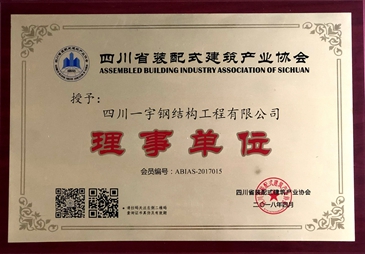 四川省装配式建筑产业协会
ASSEMBLED BUILDING INDUSTRY ASSOCIATION OF SICHUAN
授予：
四川一宇钢结构工程有限公司
理事单位
会员编号：ABIAS-2017015
四川省装配式建筑产业协会
二〇一八年四月